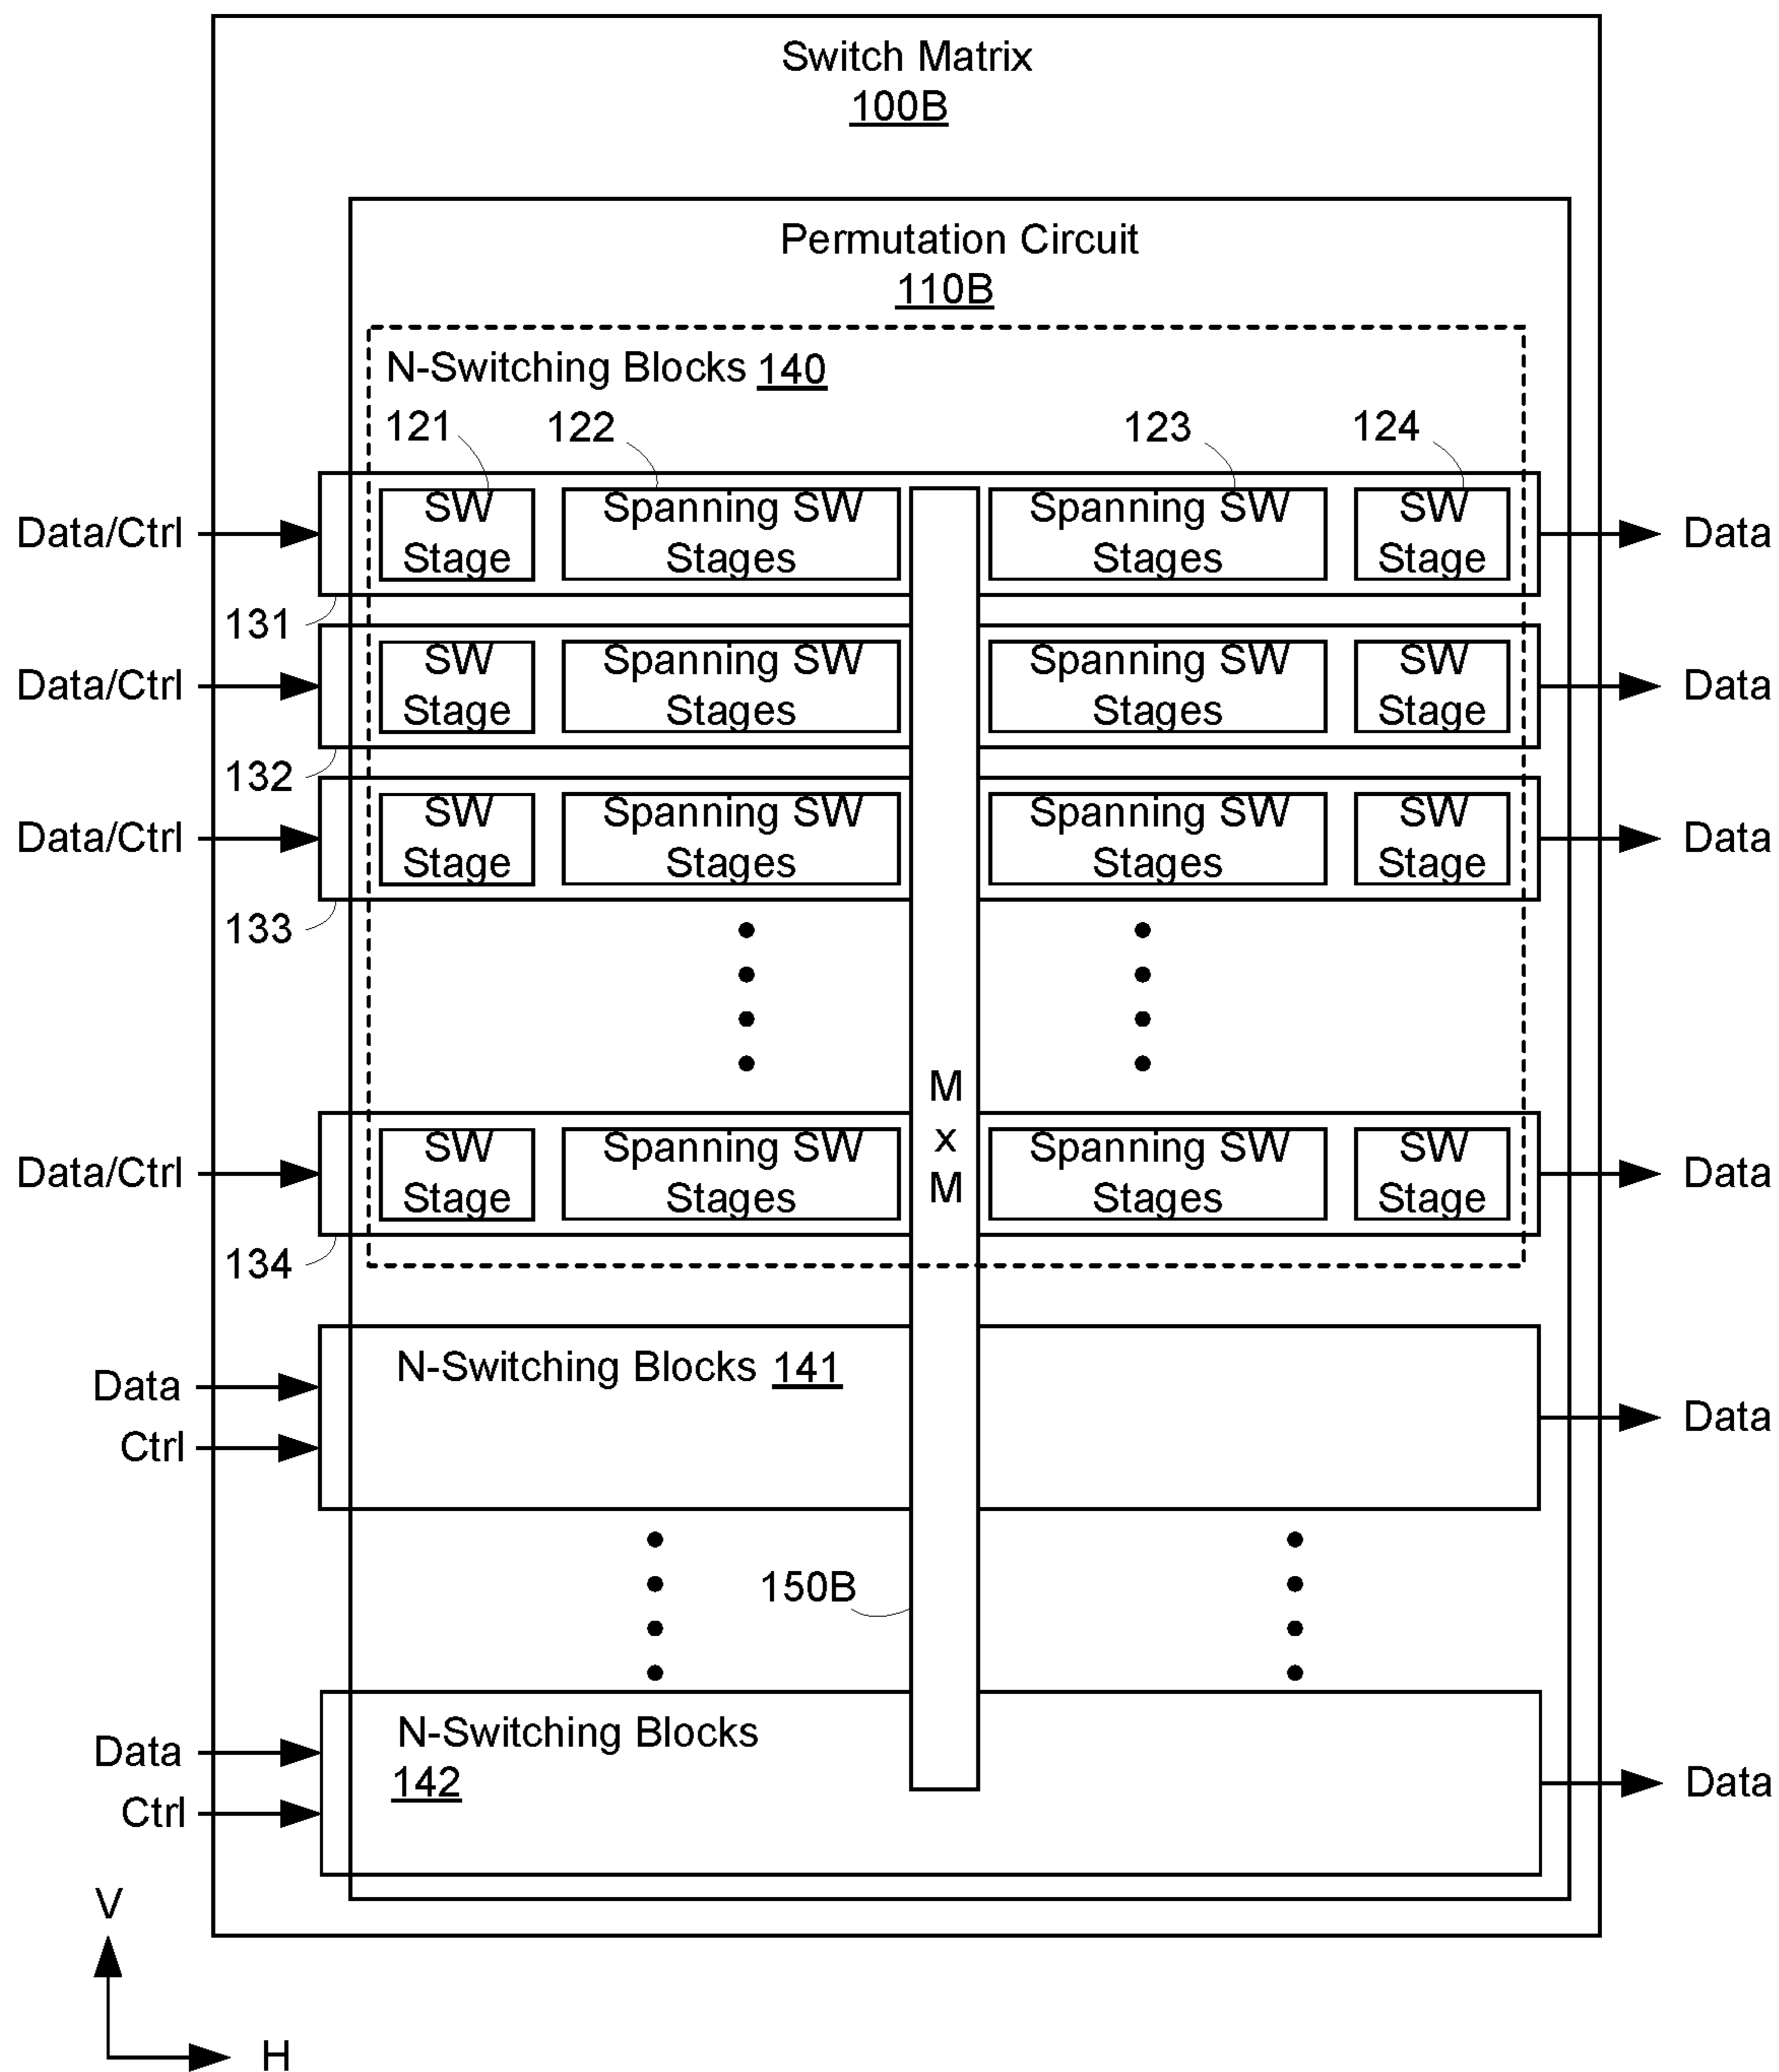 Switch Matrix
100B
Permutation Circuit
110B
N-Switching Blocks 140
121 122 123 124
Data/Ctrl SW Stage Spanning SW Stages Spanning SW Stages SW Stage Data
131
Data/Ctrl SW Stage Spanning SW Stages Spanning SW Stages SW Stage Data
132
Data/Ctrl SW Stage Spanning SW Stages Spanning SW Stages SW Stage Data
133
M
x
M
Data/Ctrl SW Stage Spanning SW Stages Spanning SW Stages SW Stage Data
134
N-Switching Blocks 141
Data
Ctrl
Data
150B
N-Switching Blocks
142
Data
Ctrl
Data
V
H